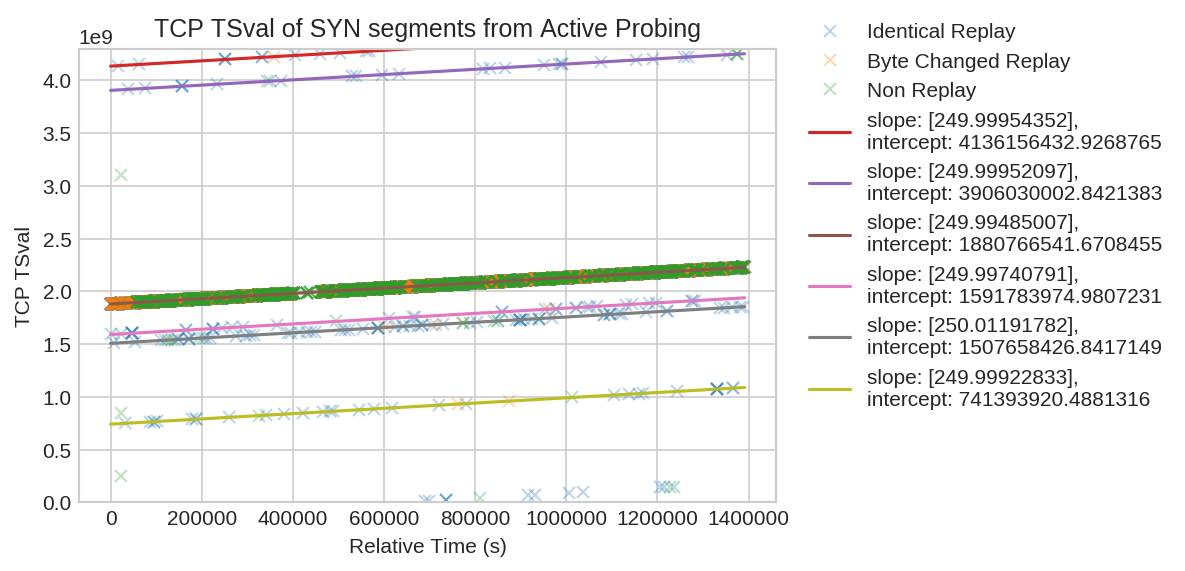 TCP TSval of SYN segments from Active Probing
1e9
4.0
3.5
3.0
2.5
2.0
1.5
1.0
0.5
0.0
TCP TSval
0 200000 400000 600000 800000 1000000 1200000 1400000
Relative Time (s)
Identical Replay
Byte Changed Replay
Non Replay
slope: [249.99954352],
intercept: 4136156432.9268765
slope: [249.99952097],
intercept: 3906030002.8421383
slope: [249.99485007],
intercept: 1880766541.6708455
slope: [249.99740791],
intercept: 1591783974.9807231
slope: [250.01191782],
intercept: 1507658426.8417149
slope: [249.99922833],
intercept: 741393920.4881316